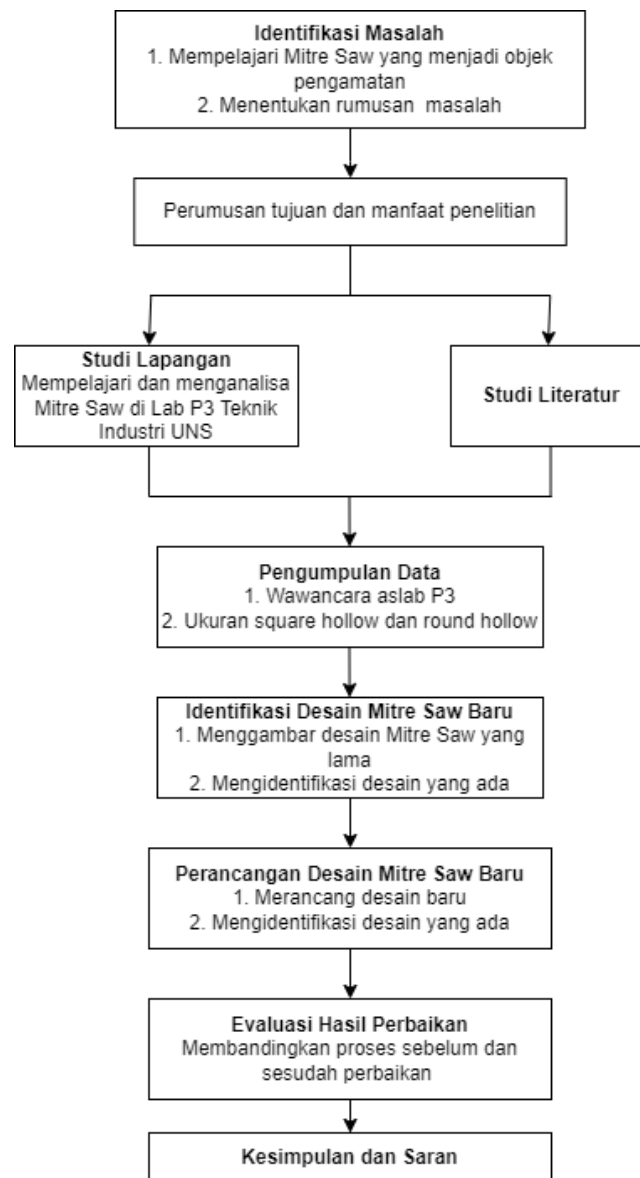 Identifikasi Masalah
1. Mempelajari Mitre Saw yang menjadi objek
pengamatan
2. Menentukan rumusan masalah
Perumusan tujuan dan manfaat penelitian
Studi Lapangan
Mempelajari dan menganalisa
Mitre Saw di Lab P3 Teknik
Industri UNS
Studi Literatur
Pengumpulan Data
1. Wawancara aslab P3
2. Ukuran square hollow dan round hollow
Identifikasi Desain Mitre Saw Baru
1. Menggambar desain Mitre Saw yang
lama
2. Mengidentifikasi desain yang ada
Perancangan Desain Mitre Saw Baru
1. Merancang desain baru
2. Mengidentifikasi desain yang ada
Evaluasi Hasil Perbaikan
Membandingkan proses sebelum dan
sesudah perbaikan
Kesimpulan dan Saran